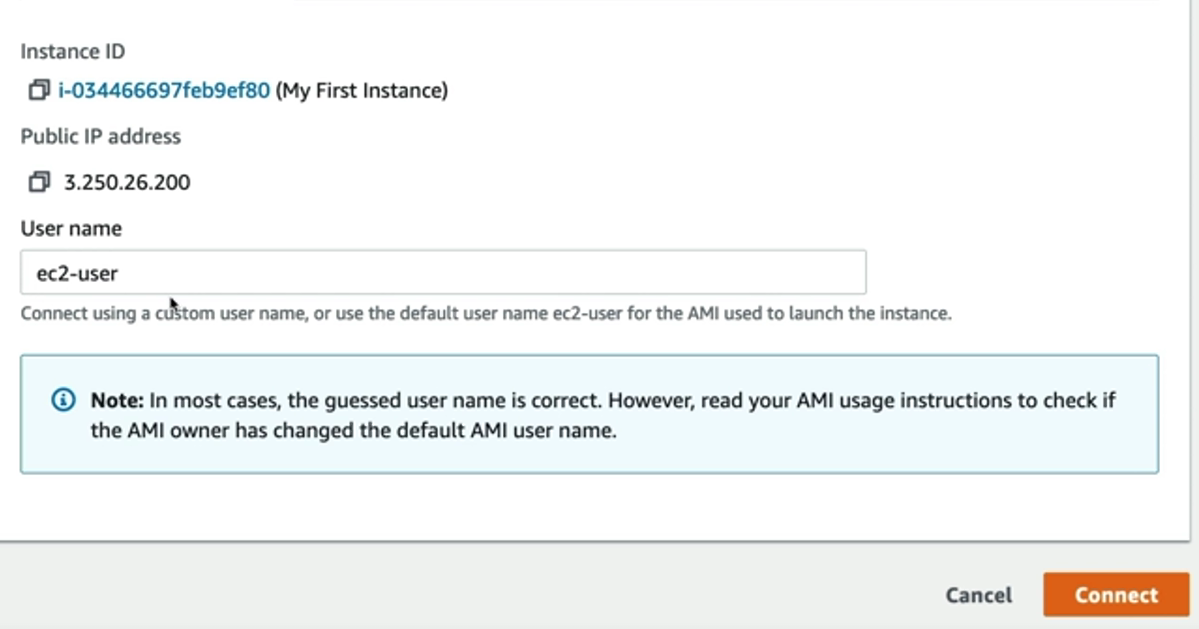 Instance ID
i-034466697feb9ef80 (My First Instance)
Public IP address
3.250.26.200
User name
ec2-user
Connect using a custom user name, or use the default user name ec2-user for the AMI used to launch the instance.
Note: In most cases, the guessed user name is correct. However, read your AMI usage instructions to check if
the AMI owner has changed the default AMI user name.
Cancel Connect